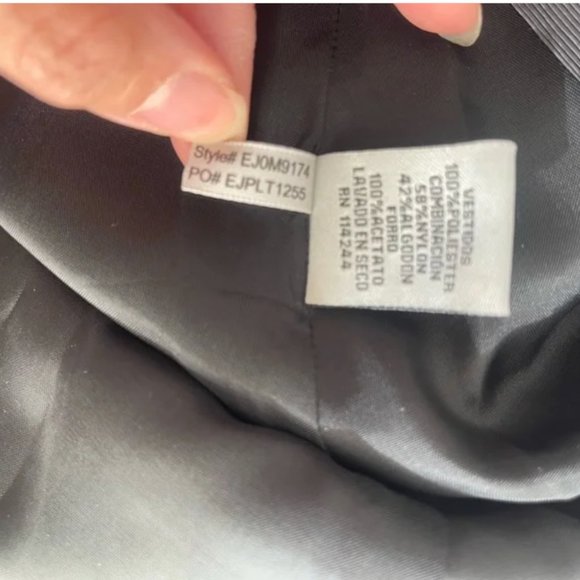 Style# EJ0M9174
PO# EJPLT1255
VESTIDOS
100%POLIESTER
COMBINACIÓN
58%NYLON
42%ALGODON
FORRO
100%ACETATO
LAVADO EN SECO
RN 114244